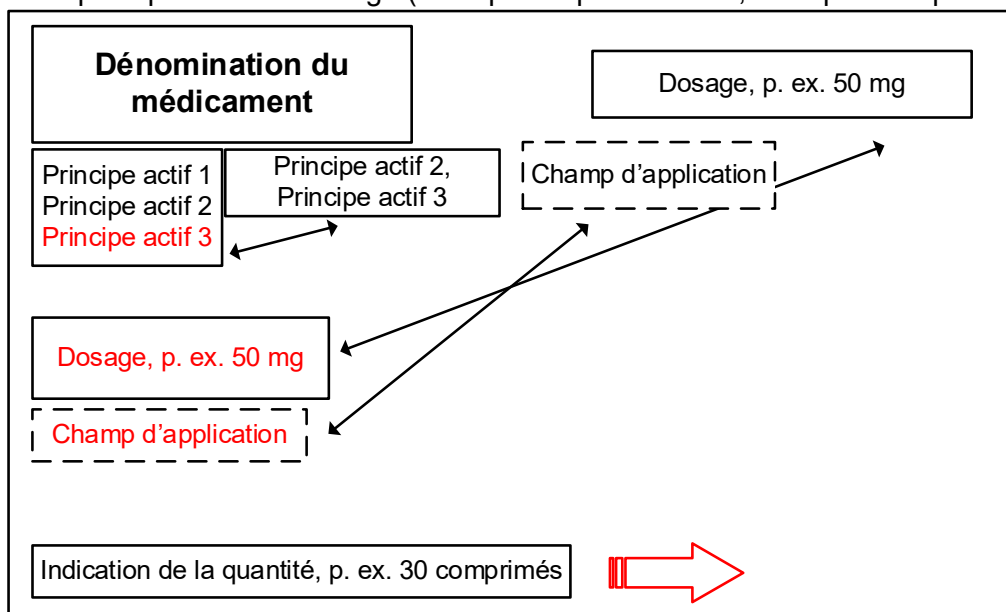 Dénomination du
médicament
Dosage, p. ex. 50 mg
Principe actif 1
Principe actif 2
Principe actif 3
Principe actif 2,
Principe actif 3
Champ d'application
Dosage, p. ex. 50 mg
Champ d'application
Indication de la quantité, p. ex. 30 comprimés